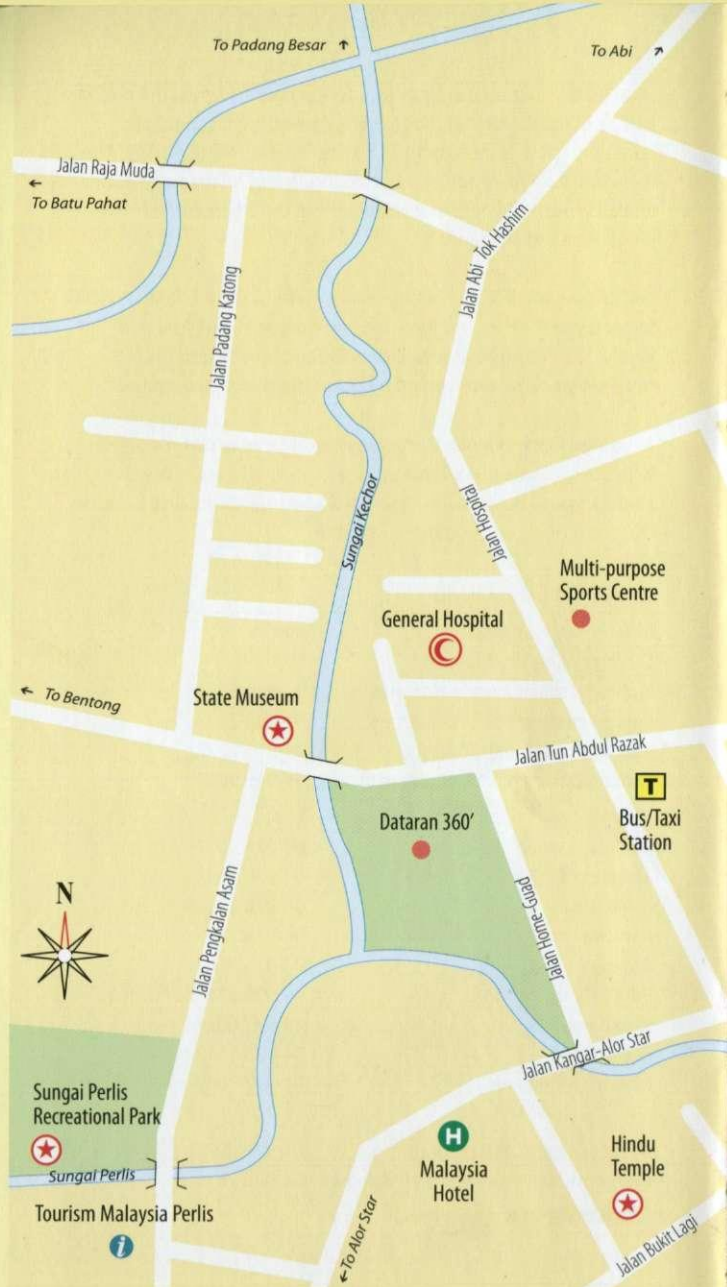 To Padang Besar ↑
To Abi ↗
Jalan Raja Muda
←
To Batu Pahat
Jalan Abi Tok Hashim
Jalan Padang Katong
Sungai Kechor
Jalan Hospital
Multi-purpose
Sports Centre
General Hospital
← To Bentong
State Museum
Jalan Tun Abdul Razak
T
Bus/Taxi
Station
Dataran 360'
N
Jalan Pengkalan Asam
Jalan Home-Guad
Jalan Kangar-Alor Star
Sungai Perlis
Recreational Park
H
Malaysia
Hotel
Hindu
Temple
Sungai Perlis
Tourism Malaysia Perlis
i
←To Alor Star
Jalan Bukit Lagi